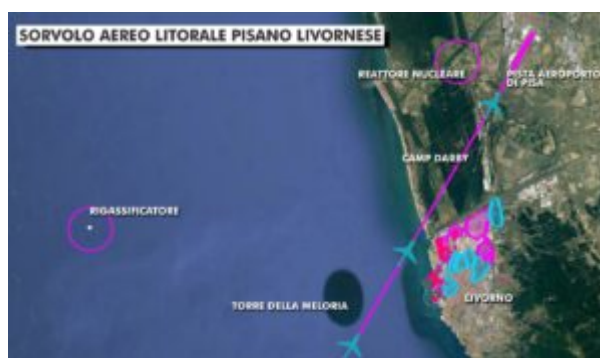 SORVOLO AEREO LITORALE PISANO LIVORNESE
REATTORE NUCLEARE
PISTA AEROPORTO
DI PISA
CAMP DARBY
RIGASSIFICATORE
TORRE DELLA MELORIA
LIVORNO